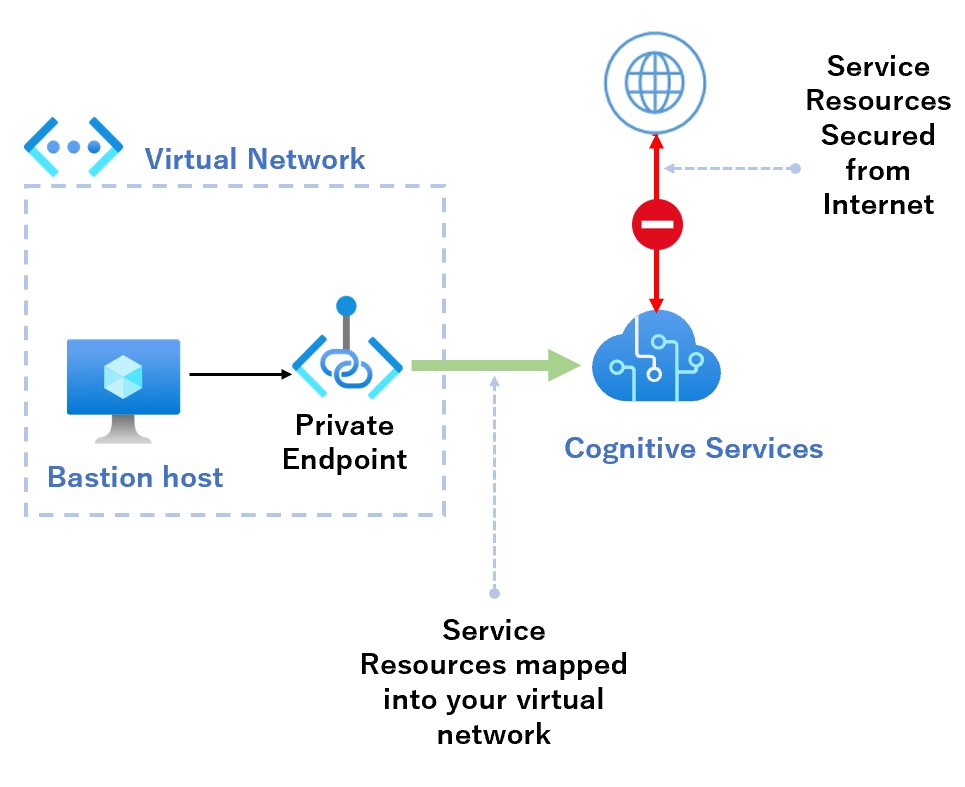 Service
Resources
Secured
from
Internet
Virtual Network
Private
Endpoint
Bastion host
Cognitive Services
Service
Resources mapped
into your virtual
network